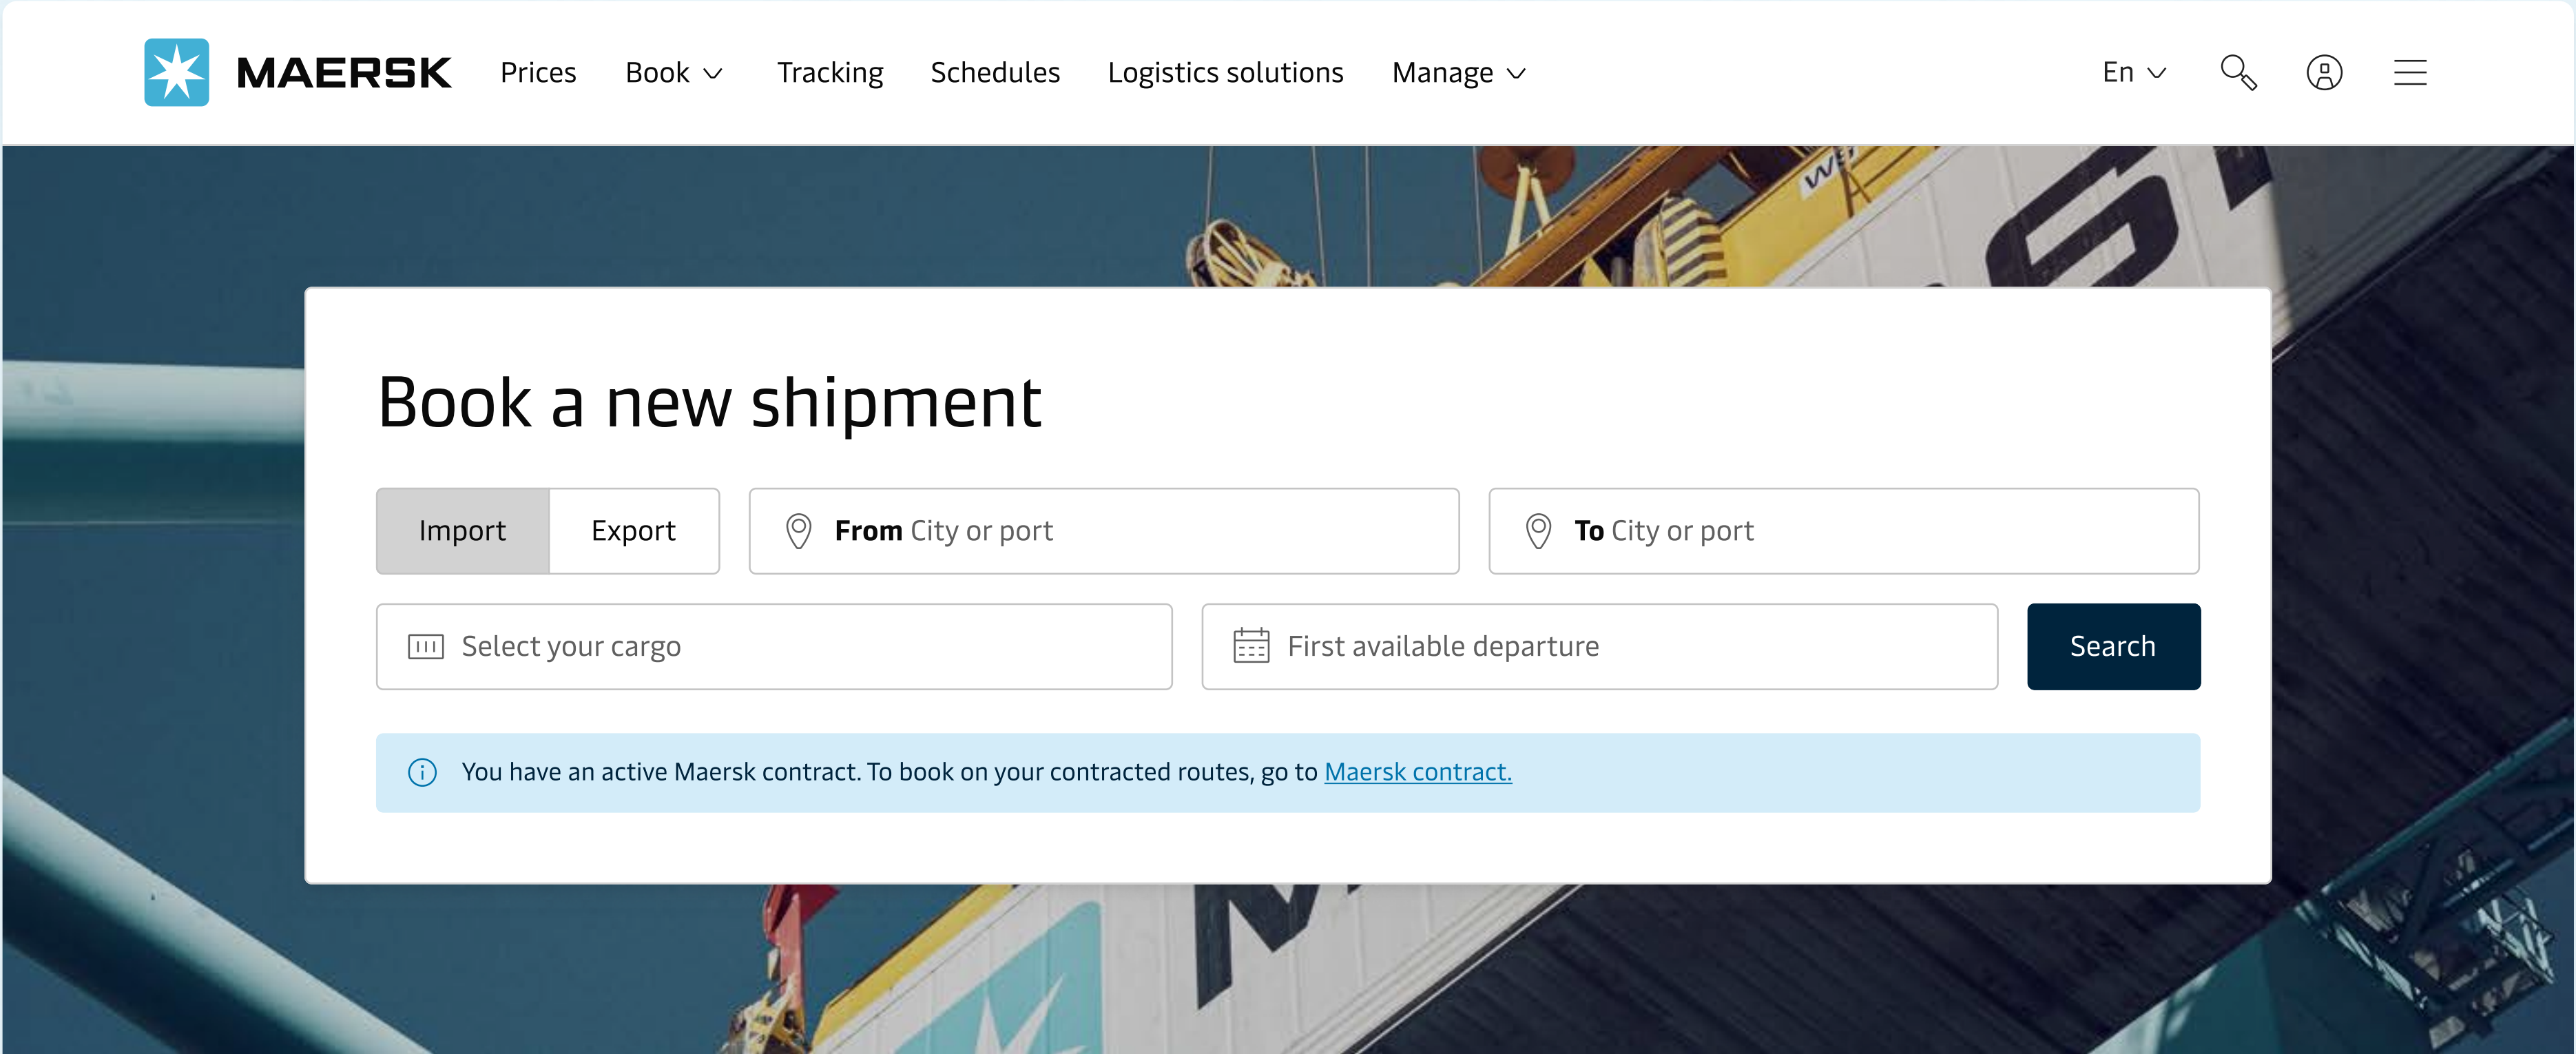 MAERSK Prices Book Tracking Schedules Logistics solutions Manage En
Book a new shipment
Import Export From City or port To City or port
Select your cargo First available departure Search
You have an active Maersk contract. To book on your contracted routes, go to Maersk contract.